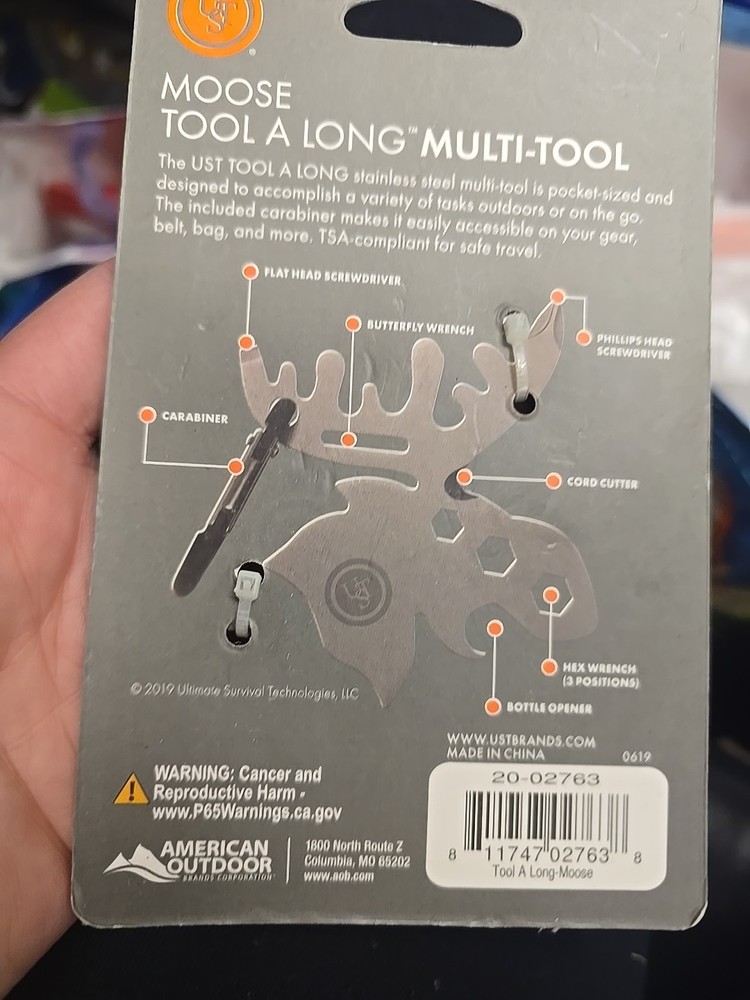 UST
®
MOOSE
TOOL A LONG™ MULTI-TOOL
The UST TOOL A LONG stainless steel multi-tool is pocket-sized and
designed to accomplish a variety of tasks outdoors or on the go.
The included carabiner makes it easily accessible on your gear,
belt, bag, and more. TSA-compliant for safe travel.
FLAT HEAD SCREWDRIVER
BUTTERFLY WRENCH
PHILLIPS HEAD
SCREWDRIVER
CARABINER
CORD CUTTER
UST
HEX WRENCH
(3 POSITIONS)
BOTTLE OPENER
© 2019 Ultimate Survival Technologies, LLC
WWW.USTBRANDS.COM
MADE IN CHINA 0619
WARNING: Cancer and
Reproductive Harm -
www.P65Warnings.ca.gov
AMERICAN
OUTDOOR
BRANDS CORPORATION™
1800 North Route Z
Columbia, MO 65202
www.aob.com
20-02763
8 11747 02763 8
Tool A Long-Moose